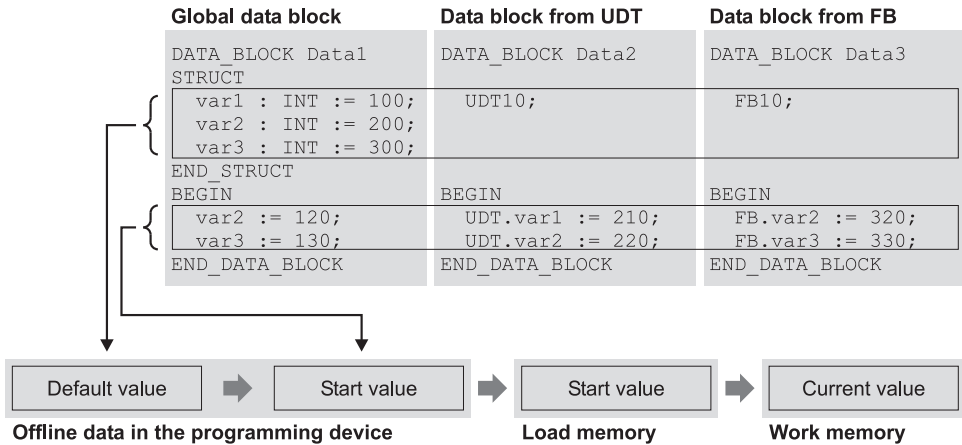 Global data block
DATA_BLOCK Data1
STRUCT
var1 : INT := 100;
var2 : INT := 200;
var3 : INT := 300;
END_STRUCT
BEGIN
var2 := 120;
var3 := 130;
END_DATA_BLOCK
Data block from UDT
DATA_BLOCK Data2
UDT10;
BEGIN
UDT.var1 := 210;
UDT.var2 := 220;
END_DATA_BLOCK
Data block from FB
DATA_BLOCK Data3
FB10;
BEGIN
FB.var2 := 320;
FB.var3 := 330;
END_DATA_BLOCK
Default value
Start value
Start value
Current value
Offline data in the programming device
Load memory
Work memory